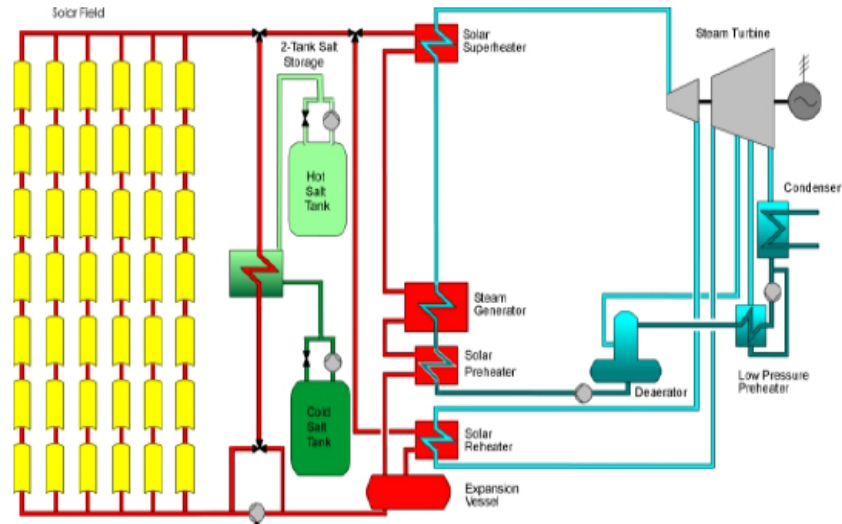 Solar Field
2-Tank Salt
Storage
Hot
Salt
Tank
Cold
Salt
Tank
Solar
Superheater
Steam
Generator
Solar
Preheater
Solar
Reheater
Expansion
Vessel
Steam Turbine
Condenser
Deaerator
Low Pressure
Preheater